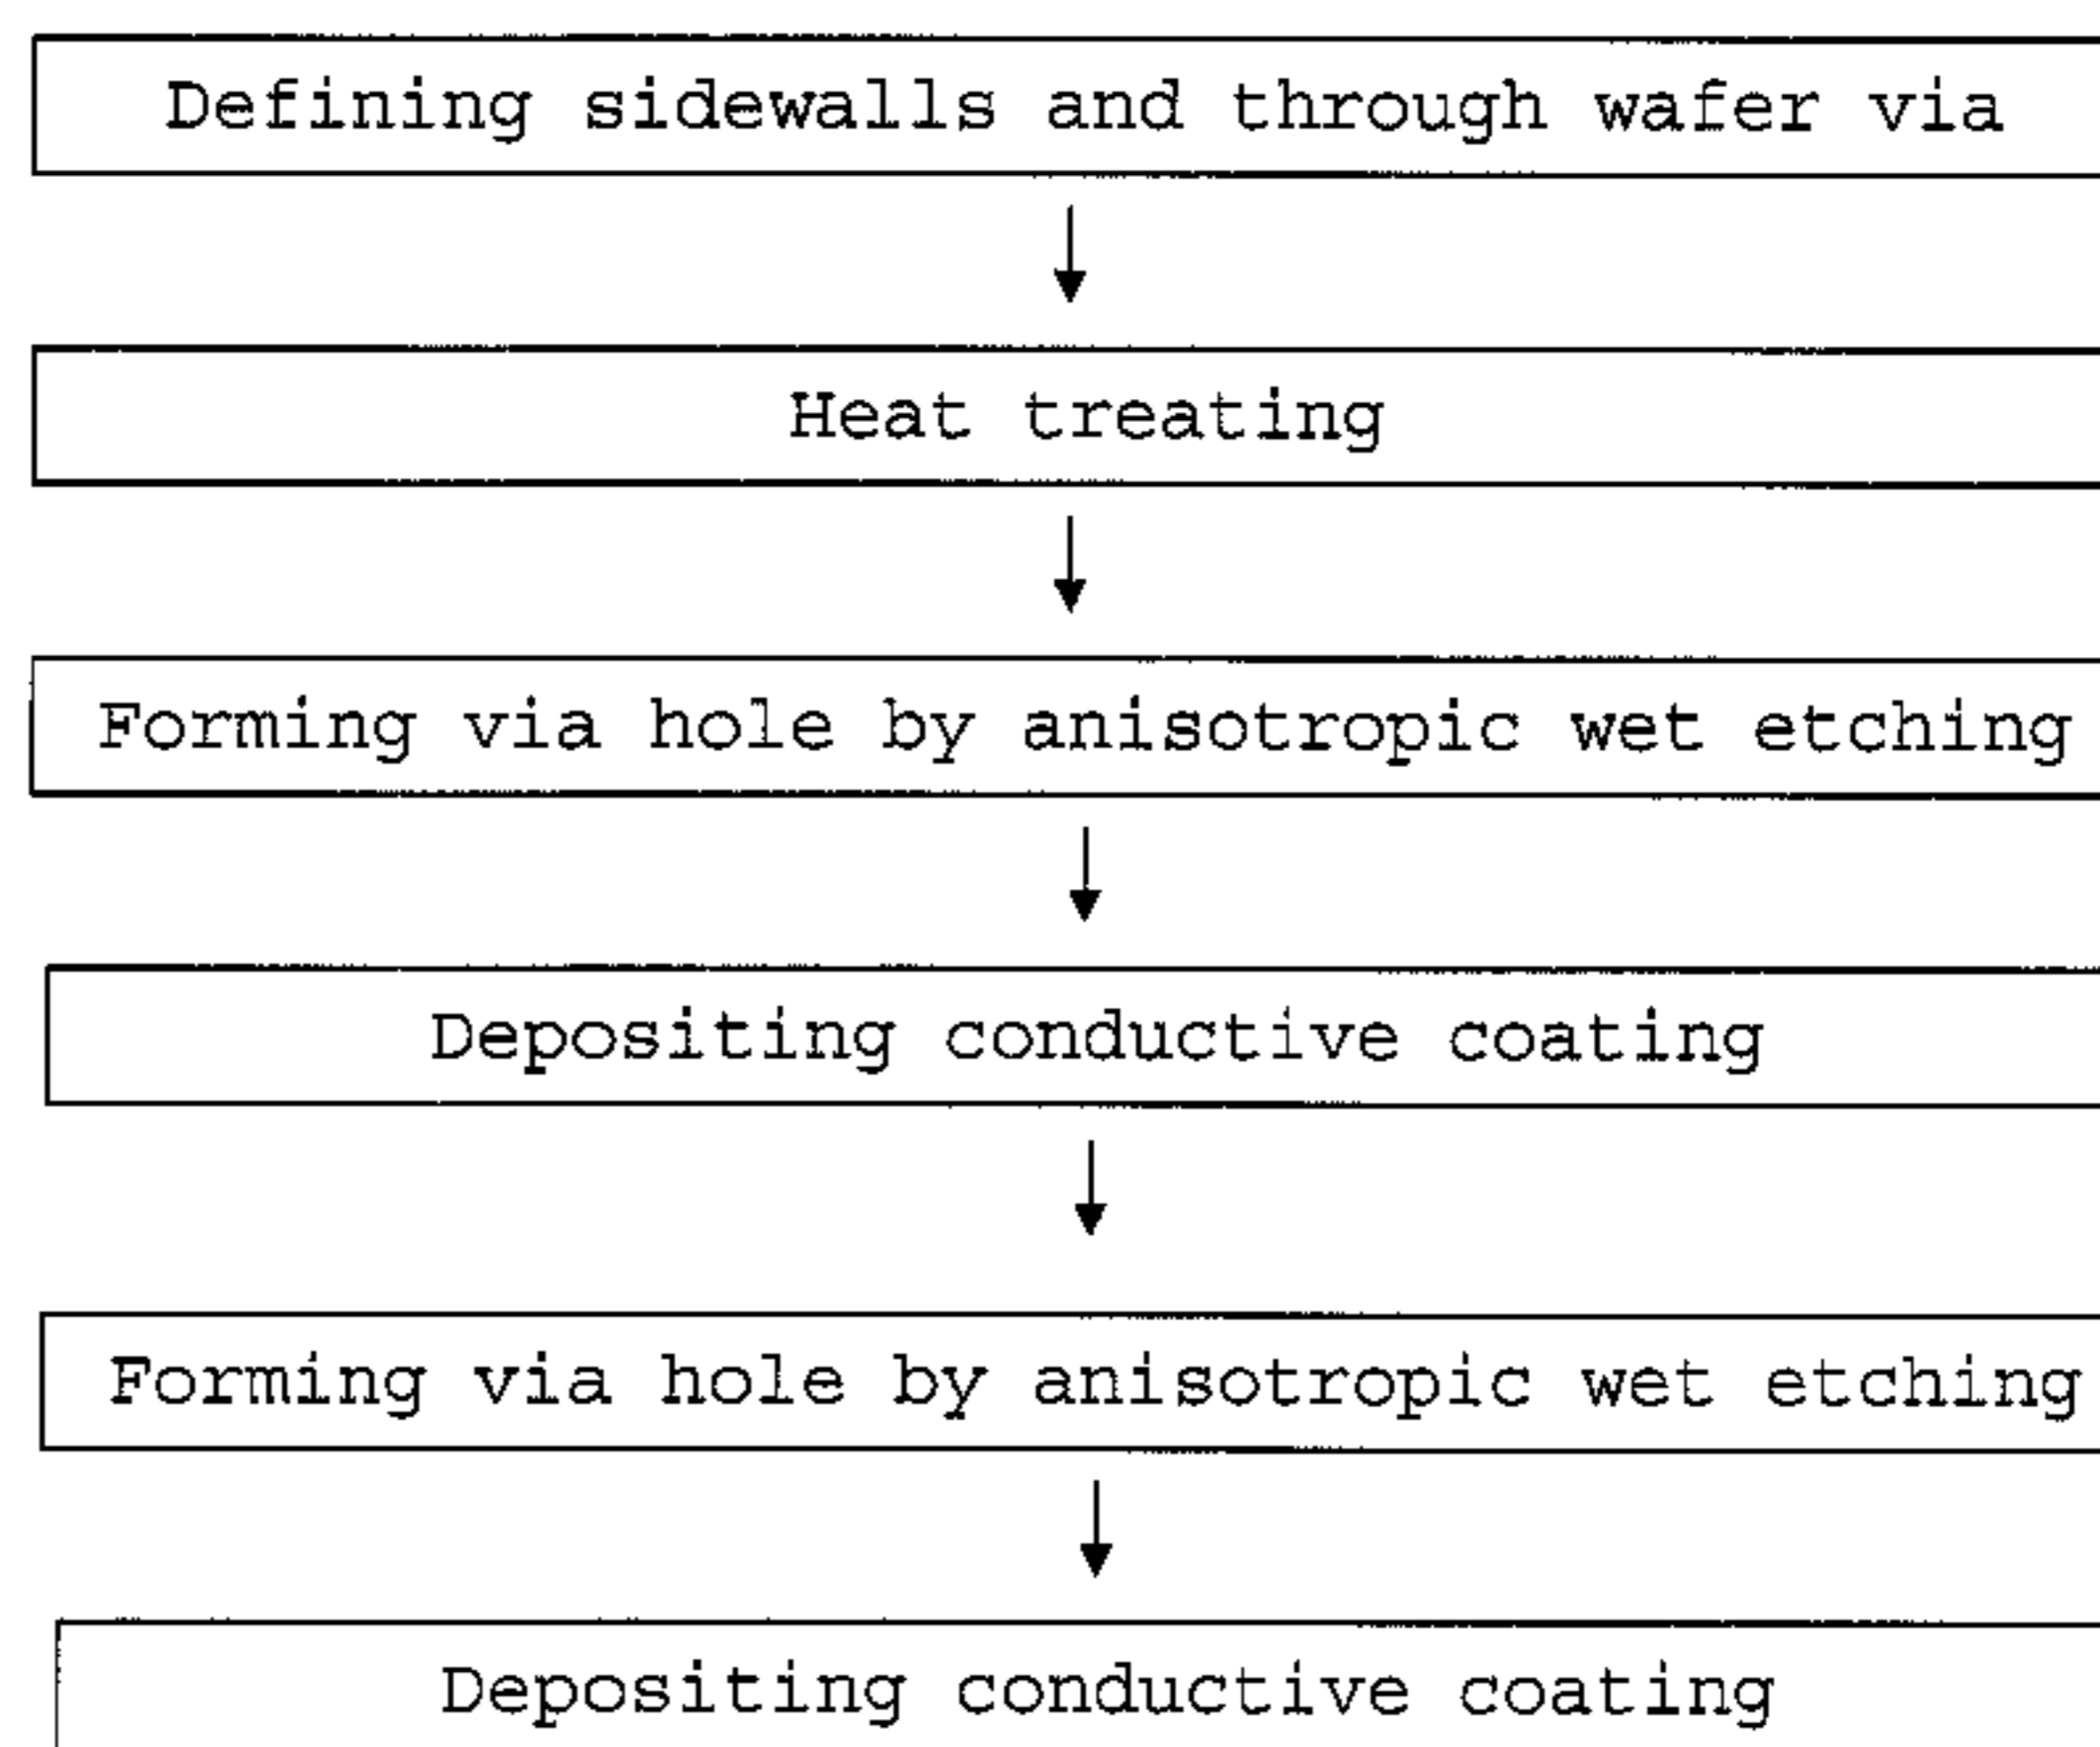 Defining sidewalls and through wafer via
Heat treating
Forming via hole by anisotropic wet etching
Depositing conductive coating
Forming via hole by anisotropic wet etching
Depositing conductive coating